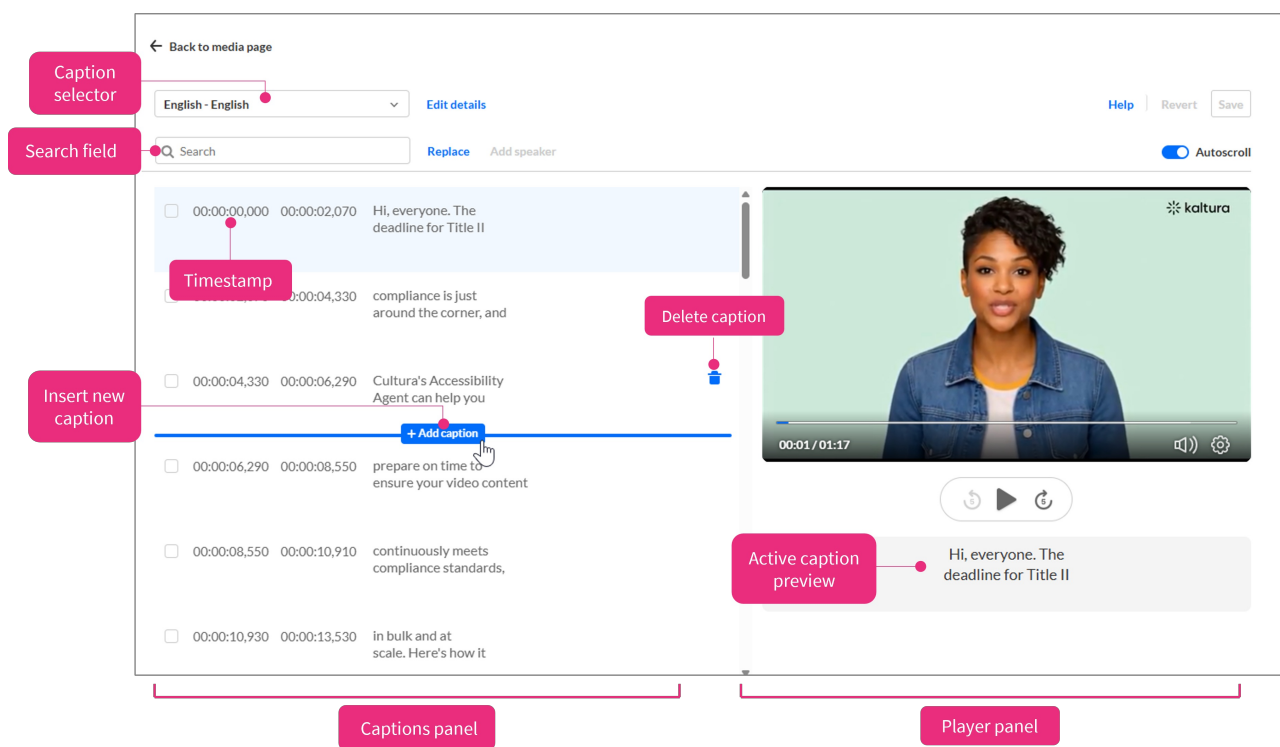 Back to media page
Caption
selector
English - English
Edit details
Help
Revert
Save
Search field
Search
Replace
Add speaker
Autoscroll
00:00:00,000 00:00:02,070 Hi, everyone. The
deadline for Title II
Timestamp
00:00:04,330 compliance is just
around the corner, and
Delete caption
00:00:04,330 00:00:06,290 Cultura's Accessibility
Agent can help you
Insert new
caption
+ Add caption
00:00:06,290 00:00:08,550 prepare on time to
ensure your video content
00:00:08,550 00:00:10,910 continuously meets
compliance standards,
00:00:10,930 00:00:13,530 in bulk and at
scale. Here's how it
kaltura
00:01 / 01:17
5
5
Active caption
preview
Hi, everyone. The
deadline for Title II
Captions panel
Player panel